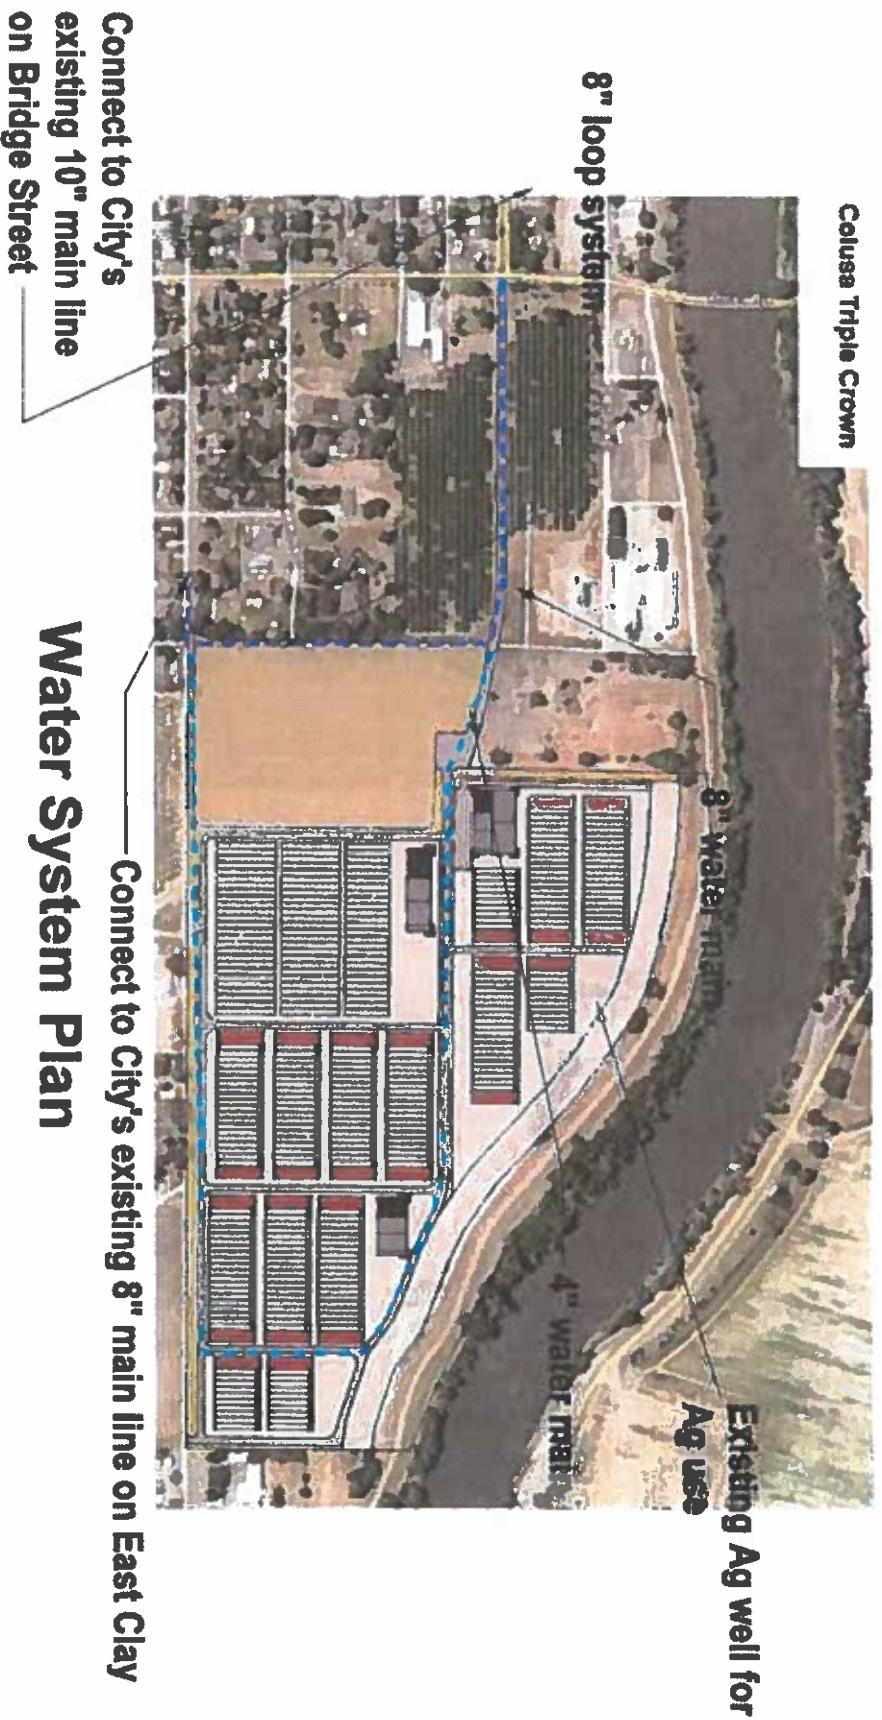 Colusa Triple Crown
8" loop system
8" water main
4" water mai
Existing Ag well for
Ag use
Connect to City's
existing 10" main line
on Bridge Street
Connect to City's existing 8" main line on East Clay
Water System Plan